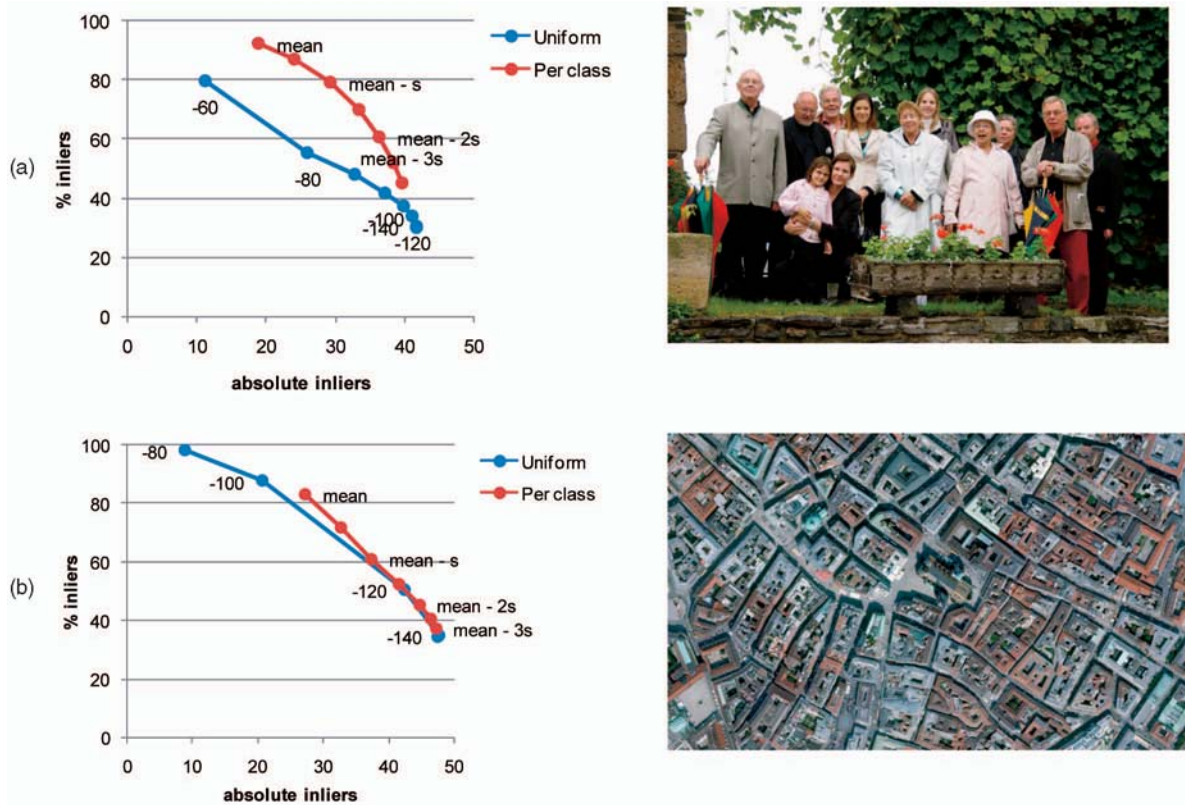 (a)
% inliers
100
80
60
40
20
0
0 10 20 30 40 50
absolute inliers
mean
mean - s
mean - 2s
mean - 3s
-60
-80
-100
-140
-120
Uniform
Per class
(b)
% inliers
100
80
60
40
20
0
0 10 20 30 40 50
absolute inliers
-80
-100
mean
mean - s
-120
mean - 2s
-140
mean - 3s
Uniform
Per class